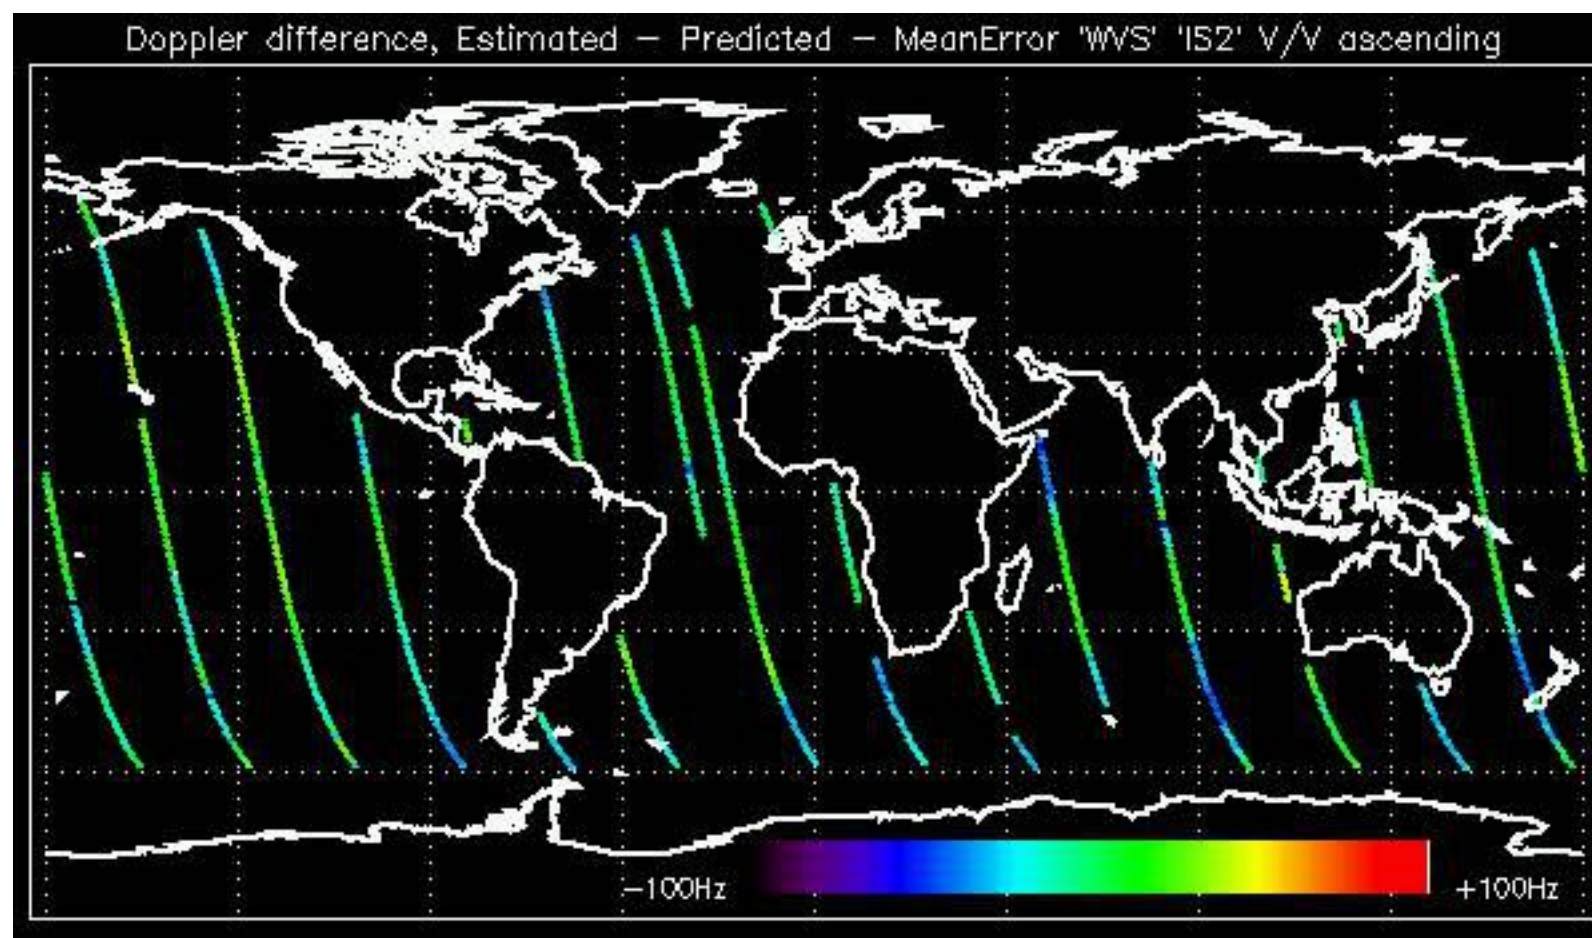 Doppler difference, Estimated – Predicted – MeanError 'WVS' 'IS2' V/V ascending
−100Hz +100Hz